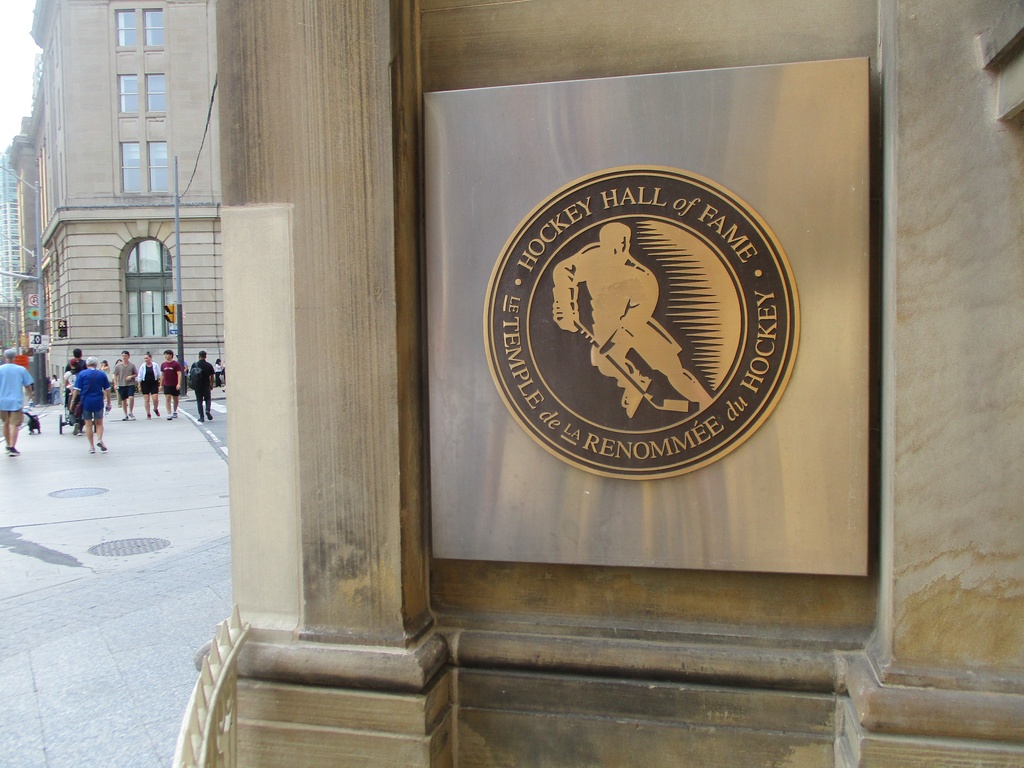 • HOCKEY HALL of FAME •
LE TEMPLE de LA RENOMMÉE du HOCKEY